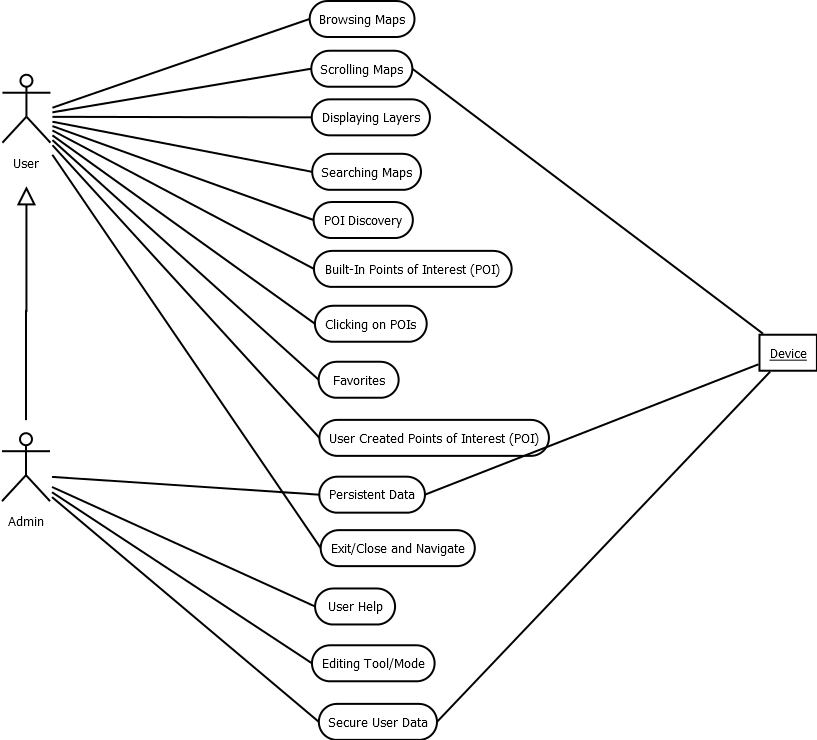 Browsing Maps
Scrolling Maps
Displaying Layers
User
Searching Maps
POI Discovery
Built-In Points of Interest (POI)
Clicking on POIs
Device
Favorites
User Created Points of Interest (POI)
Persistent Data
Admin
Exit/Close and Navigate
User Help
Editing Tool/Mode
Secure User Data